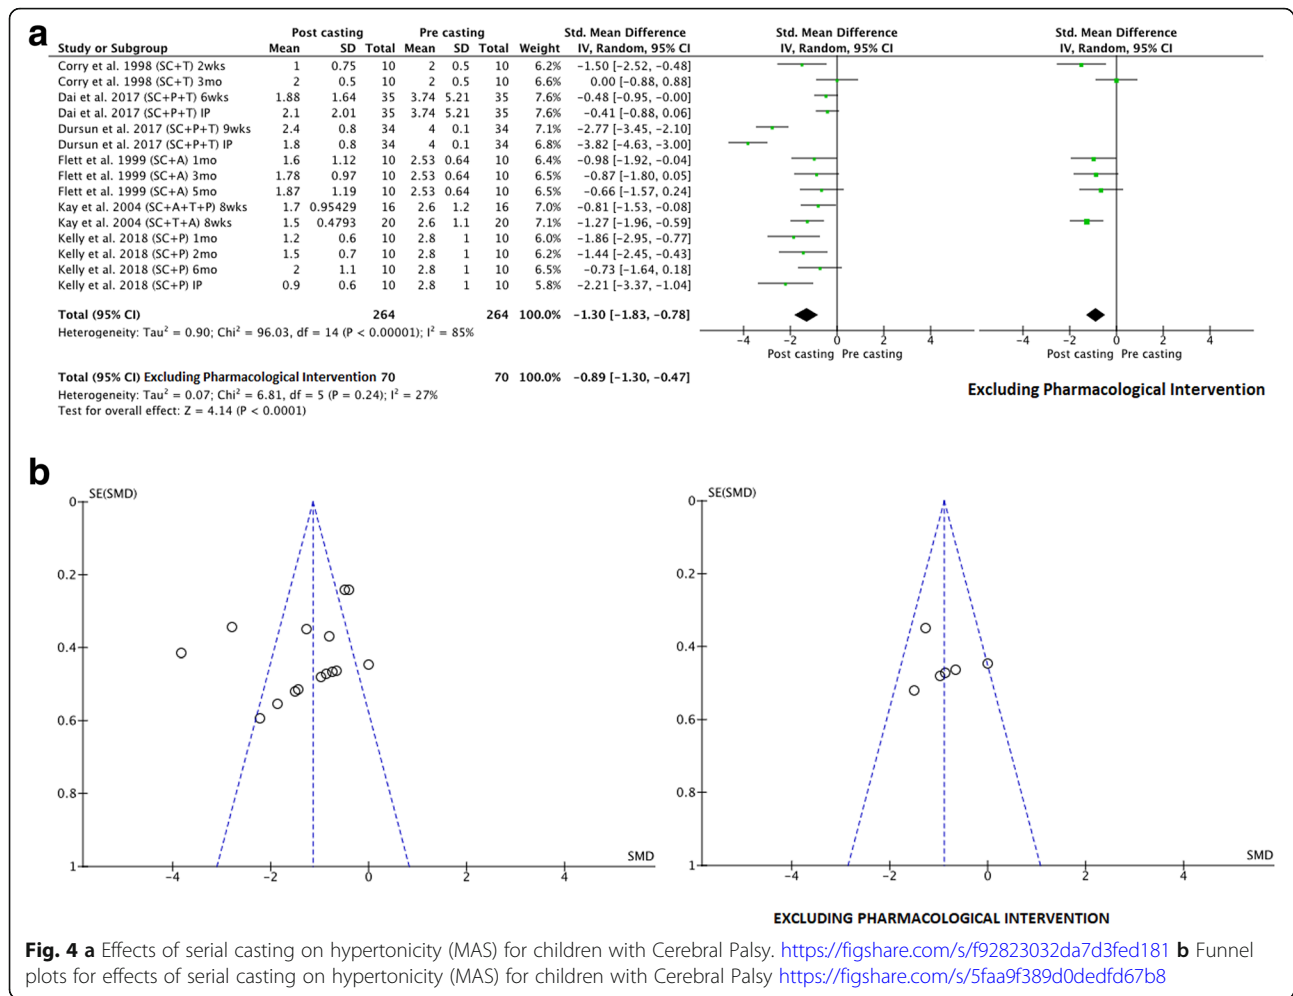 a
Post casting Pre casting Std. Mean Difference Std. Mean Difference Std. Mean Difference
Study or Subgroup Mean SD Total Mean SD Total Weight IV, Random, 95% CI IV, Random, 95% CI IV, Random, 95% CI
Corry et al. 1998 (SC+T) 2wks 1 0.75 10 2 0.5 10 6.2% −1.50 [−2.52, −0.48]
Corry et al. 1998 (SC+T) 3mo 2 0.5 10 2 0.5 10 6.6% 0.00 [−0.88, 0.88]
Dai et al. 2017 (SC+P+T) 6wks 1.88 1.64 35 3.74 5.21 35 7.6% −0.48 [−0.95, −0.00]
Dai et al. 2017 (SC+P+T) IP 2.1 2.01 35 3.74 5.21 35 7.6% −0.41 [−0.88, 0.06]
Dursun et al. 2017 (SC+P+T) 9wks 2.4 0.8 34 4 0.1 34 7.1% −2.77 [−3.45, −2.10]
Dursun et al. 2017 (SC+P+T) IP 1.8 0.8 34 4 0.1 34 6.8% −3.82 [−4.63, −3.00]
Flett et al. 1999 (SC+A) 1mo 1.6 1.12 10 2.53 0.64 10 6.4% −0.98 [−1.92, −0.04]
Flett et al. 1999 (SC+A) 3mo 1.78 0.97 10 2.53 0.64 10 6.5% −0.87 [−1.80, 0.05]
Flett et al. 1999 (SC+A) 5mo 1.87 1.19 10 2.53 0.64 10 6.5% −0.66 [−1.57, 0.24]
Kay et al. 2004 (SC+A+T+P) 8wks 1.7 0.95429 16 2.6 1.2 16 7.0% −0.81 [−1.53, −0.08]
Kay et al. 2004 (SC+T+A) 8wks 1.5 0.4793 20 2.6 1.1 20 7.1% −1.27 [−1.96, −0.59]
Kelly et al. 2018 (SC+P) 1mo 1.2 0.6 10 2.8 1 10 6.0% −1.86 [−2.95, −0.77]
Kelly et al. 2018 (SC+P) 2mo 1.5 0.7 10 2.8 1 10 6.2% −1.44 [−2.45, −0.43]
Kelly et al. 2018 (SC+P) 6mo 2 1.1 10 2.8 1 10 6.5% −0.73 [−1.64, 0.18]
Kelly et al. 2018 (SC+P) IP 0.9 0.6 10 2.8 1 10 5.8% −2.21 [−3.37, −1.04]
Total (95% CI) 264 264 100.0% −1.30 [−1.83, −0.78]
Heterogeneity: Tau² = 0.90; Chi² = 96.03, df = 14 (P < 0.00001); I² = 85%
−4 −2 0 2 4 −4 −2 0 2 4
Post casting Pre casting Post casting Pre casting
Total (95% CI) Excluding Pharmacological Intervention 70 70 100.0% −0.89 [−1.30, −0.47]
Heterogeneity: Tau² = 0.07; Chi² = 6.81, df = 5 (P = 0.24); I² = 27%
Test for overall effect: Z = 4.14 (P < 0.0001)
Excluding Pharmacological Intervention
b
SE(SMD)
0
0.2
0.4
0.6
0.8
1
SMD
−4 −2 0 2 4
SE(SMD)
0
0.2
0.4
0.6
0.8
1
SMD
−4 −2 0 2 4
EXCLUDING PHARMACOLOGICAL INTERVENTION
Fig. 4 a Effects of serial casting on hypertonicity (MAS) for children with Cerebral Palsy. https://figshare.com/s/f92823032da7d3fed181 b Funnel
plots for effects of serial casting on hypertonicity (MAS) for children with Cerebral Palsy https://figshare.com/s/5faa9f389d0dedfd67b8